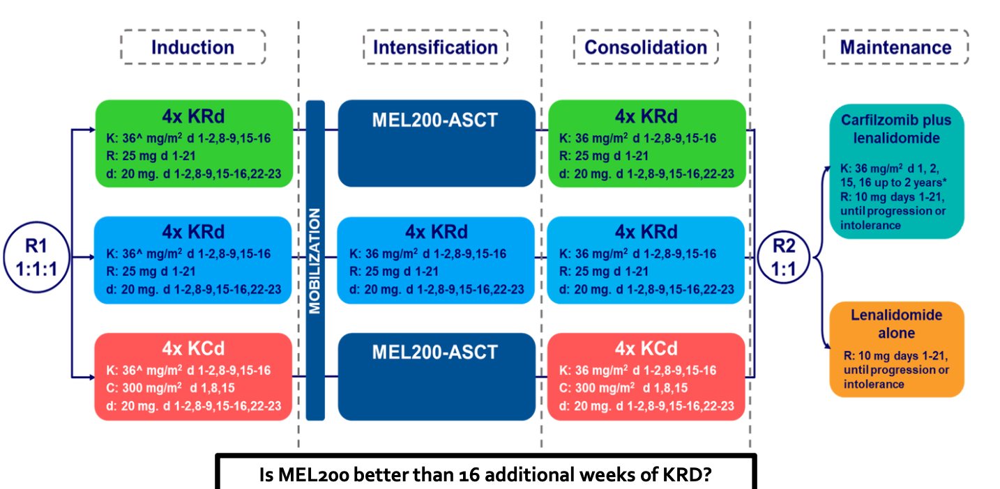 Induction
Intensification
Consolidation
Maintenance
R1
1:1:1
4x KRd
K: 36^ mg/m² d 1-2,8-9,15-16
R: 25 mg d 1-21
d: 20 mg. d 1-2,8-9,15-16,22-23
4x KRd
K: 36^ mg/m² d 1-2,8-9,15-16
R: 25 mg d 1-21
d: 20 mg. d 1-2,8-9,15-16,22-23
4x KCd
K: 36^ mg/m² d 1-2,8-9,15-16
C: 300 mg/m² d 1,8,15
d: 20 mg. d 1-2,8-9,15-16,22-23
MOBILIZATION
MEL200-ASCT
4x KRd
K: 36 mg/m² d 1-2,8-9,15-16
R: 25 mg d 1-21
d: 20 mg. d 1-2,8-9,15-16,22-23
MEL200-ASCT
4x KRd
K: 36 mg/m² d 1-2,8-9,15-16
R: 25 mg d 1-21
d: 20 mg. d 1-2,8-9,15-16,22-23
4x KRd
K: 36 mg/m² d 1-2,8-9,15-16
R: 25 mg d 1-21
d: 20 mg. d 1-2,8-9,15-16,22-23
4x KCd
K: 36 mg/m² d 1-2,8-9,15-16
C: 300 mg/m² d 1,8,15
d: 20 mg. d 1-2,8-9,15-16,22-23
R2
1:1
Carfilzomib plus
lenalidomide
K: 36 mg/m² d 1, 2,
15, 16 up to 2 years*
R: 10 mg days 1-21,
until progression or
intolerance
Lenalidomide
alone
R: 10 mg days 1-21,
until progression or
intolerance
Is MEL200 better than 16 additional weeks of KRD?